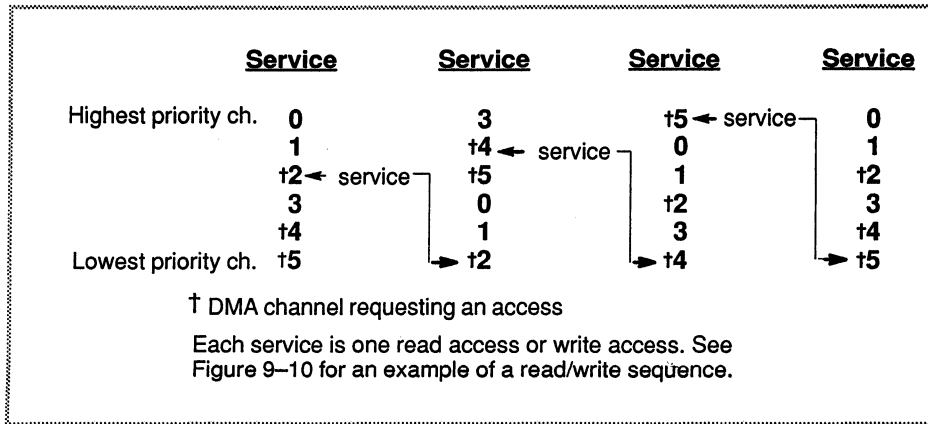 Service Service Service Service
Highest priority ch. 0 3 †5 service 0
1 †4 service 0 1
†2 service †5 1 †2
3 0 †2 3
†4 1 3 †4
Lowest priority ch. †5 †2 †4 †5
† DMA channel requesting an access
Each service is one read access or write access. See
Figure 9–10 for an example of a read/write sequence.